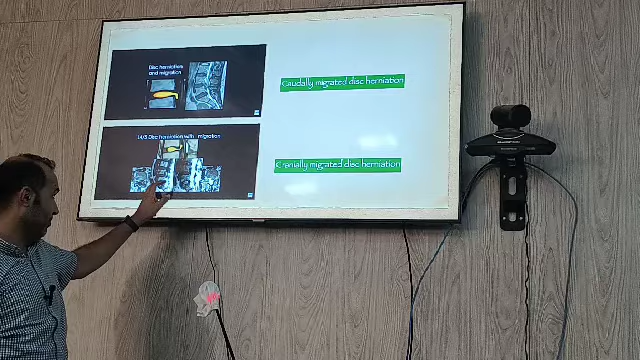 Disc herniation
and migration
Caudally migrated disc herniation
L4/5 Disc herniation with migration
Cranially migrated disc herniation